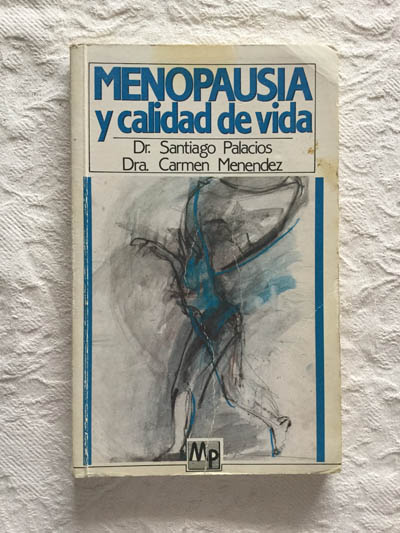 MENOPAUSIA
y calidad de vida
Dr. Santiago Palacios
Dra. Carmen Menendez
MP